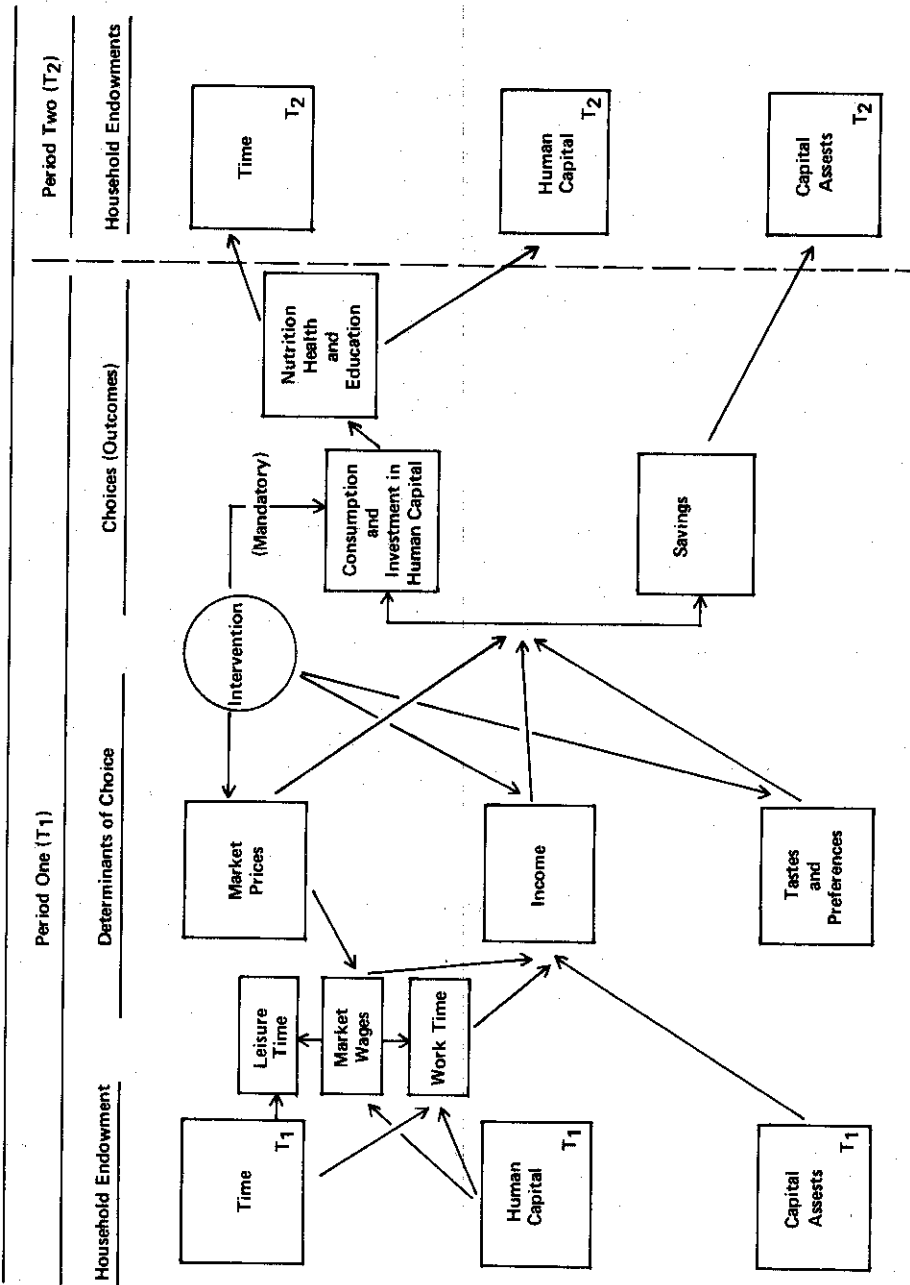 Period One (T1)
Period Two (T2)
Household Endowment
Determinants of Choice
Choices (Outcomes)
Household Endowments
Time
T1
Human
Capital
T1
Capital
Assests
T1
Leisure
Time
Market
Wages
Work Time
Market
Prices
Income
Tastes
and
Preferences
Intervention
(Mandatory)
Consumption
and
Investment in
Human Capital
Savings
Nutrition
Health
and
Education
Time
T2
Human
Capital
T2
Capital
Assests
T2